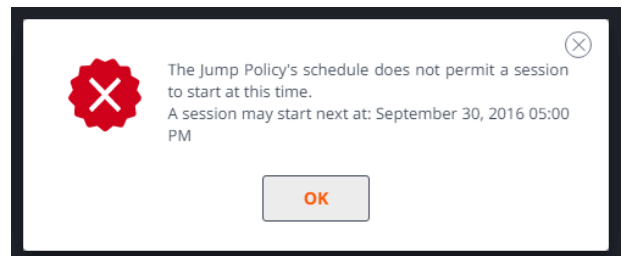 The Jump Policy's schedule does not permit a session
to start at this time.
A session may start next at: September 30, 2016 05:00
PM
OK